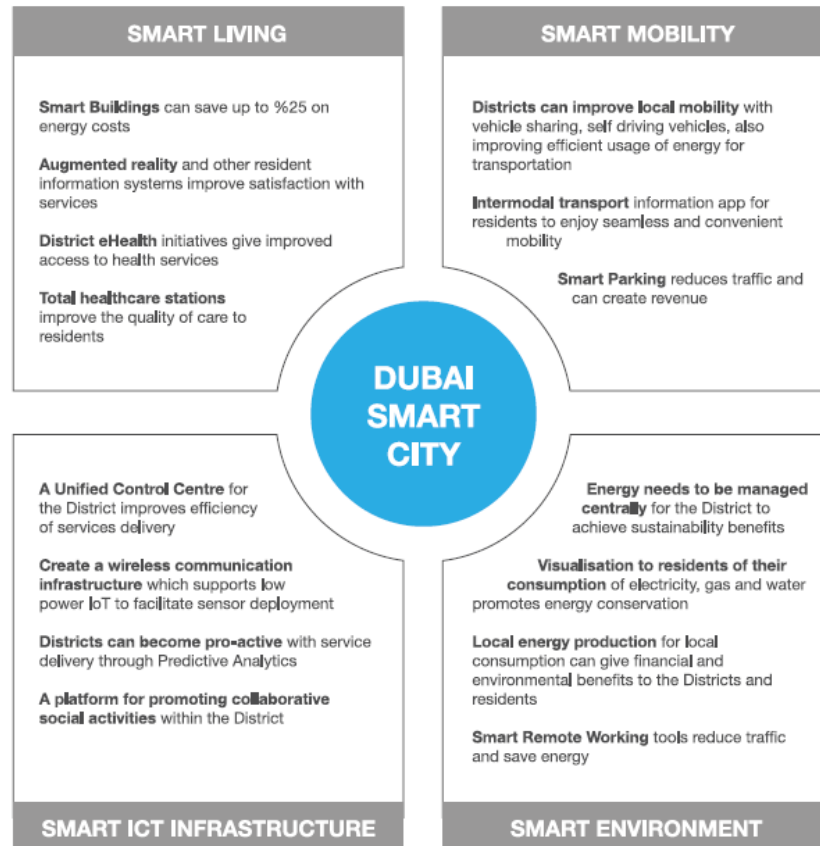 SMART LIVING
Smart Buildings can save up to %25 on
energy costs
Augmented reality and other resident
information systems improve satisfaction with
services
District eHealth initiatives give improved
access to health services
Total healthcare stations
improve the quality of care to
residents
SMART MOBILITY
Districts can improve local mobility with
vehicle sharing, self driving vehicles, also
improving efficient usage of energy for
transportation
Intermodal transport information app for
residents to enjoy seamless and convenient
mobility
Smart Parking reduces traffic and
can create revenue
DUBAI
SMART
CITY
A Unified Control Centre for
the District improves efficiency
of services delivery
Create a wireless communication
infrastructure which supports low
power IoT to facilitate sensor deployment
Districts can become pro-active with service
delivery through Predictive Analytics
A platform for promoting collaborative
social activities within the District
SMART ICT INFRASTRUCTURE
Energy needs to be managed
centrally for the District to
achieve sustainability benefits
Visualisation to residents of their
consumption of electricity, gas and water
promotes energy conservation
Local energy production for local
consumption can give financial and
environmental benefits to the Districts and
residents
Smart Remote Working tools reduce traffic
and save energy
SMART ENVIRONMENT